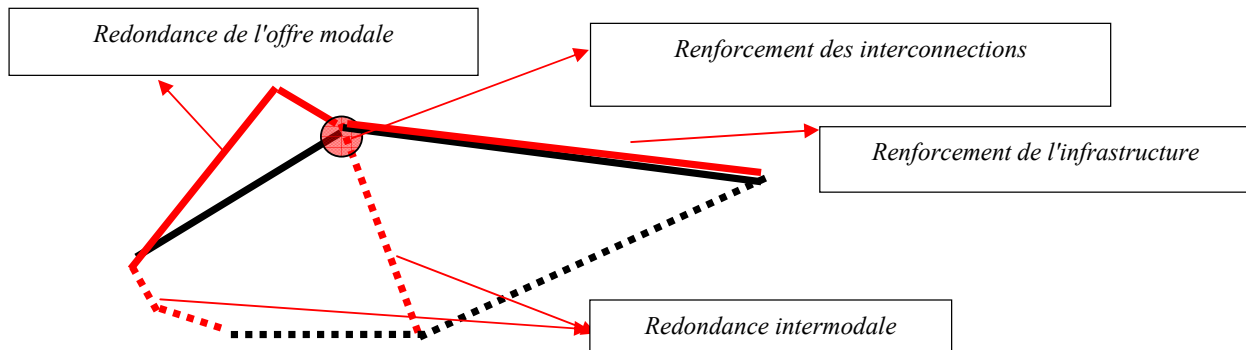 Redondance de l'offre modale
Renforcement des interconnections
Renforcement de l'infrastructure
Redondance intermodale